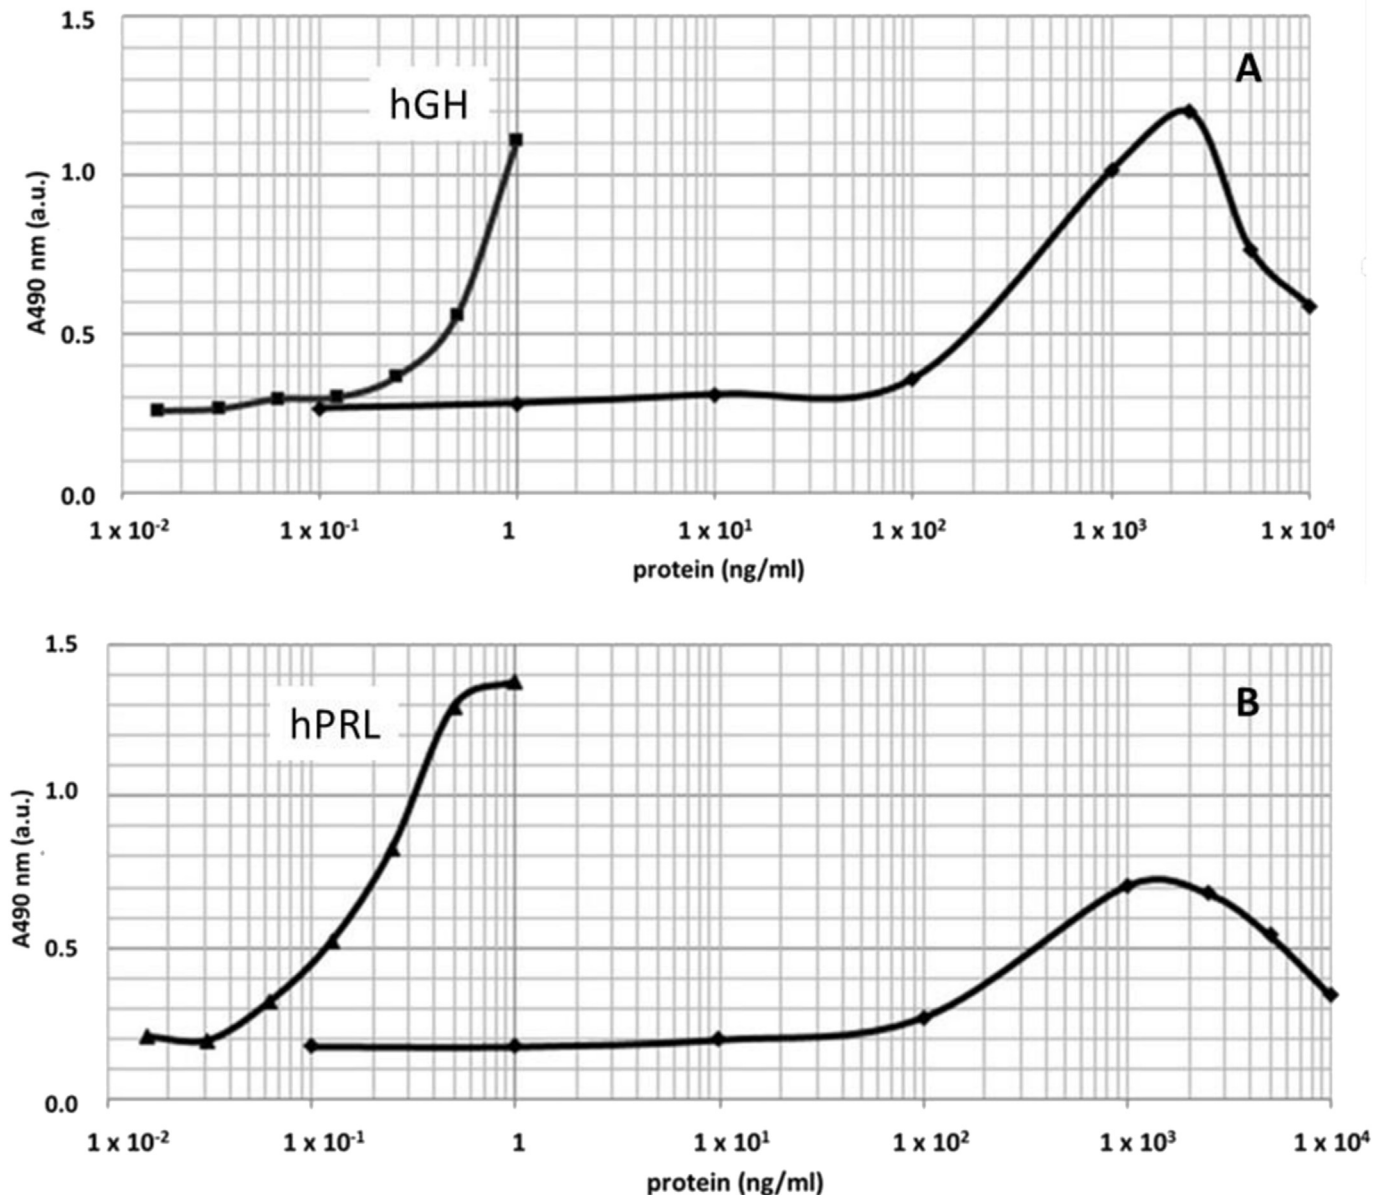 1.5
A
hGH
1.0
A490 nm (a.u.)
0.5
0.0
1 x 10⁻² 1 x 10⁻¹ 1 1 x 10¹ 1 x 10² 1 x 10³ 1 x 10⁴
protein (ng/ml)
1.5
B
hPRL
1.0
A490 nm (a.u.)
0.5
0.0
1 x 10⁻² 1 x 10⁻¹ 1 1 x 10¹ 1 x 10² 1 x 10³ 1 x 10⁴
protein (ng/ml)